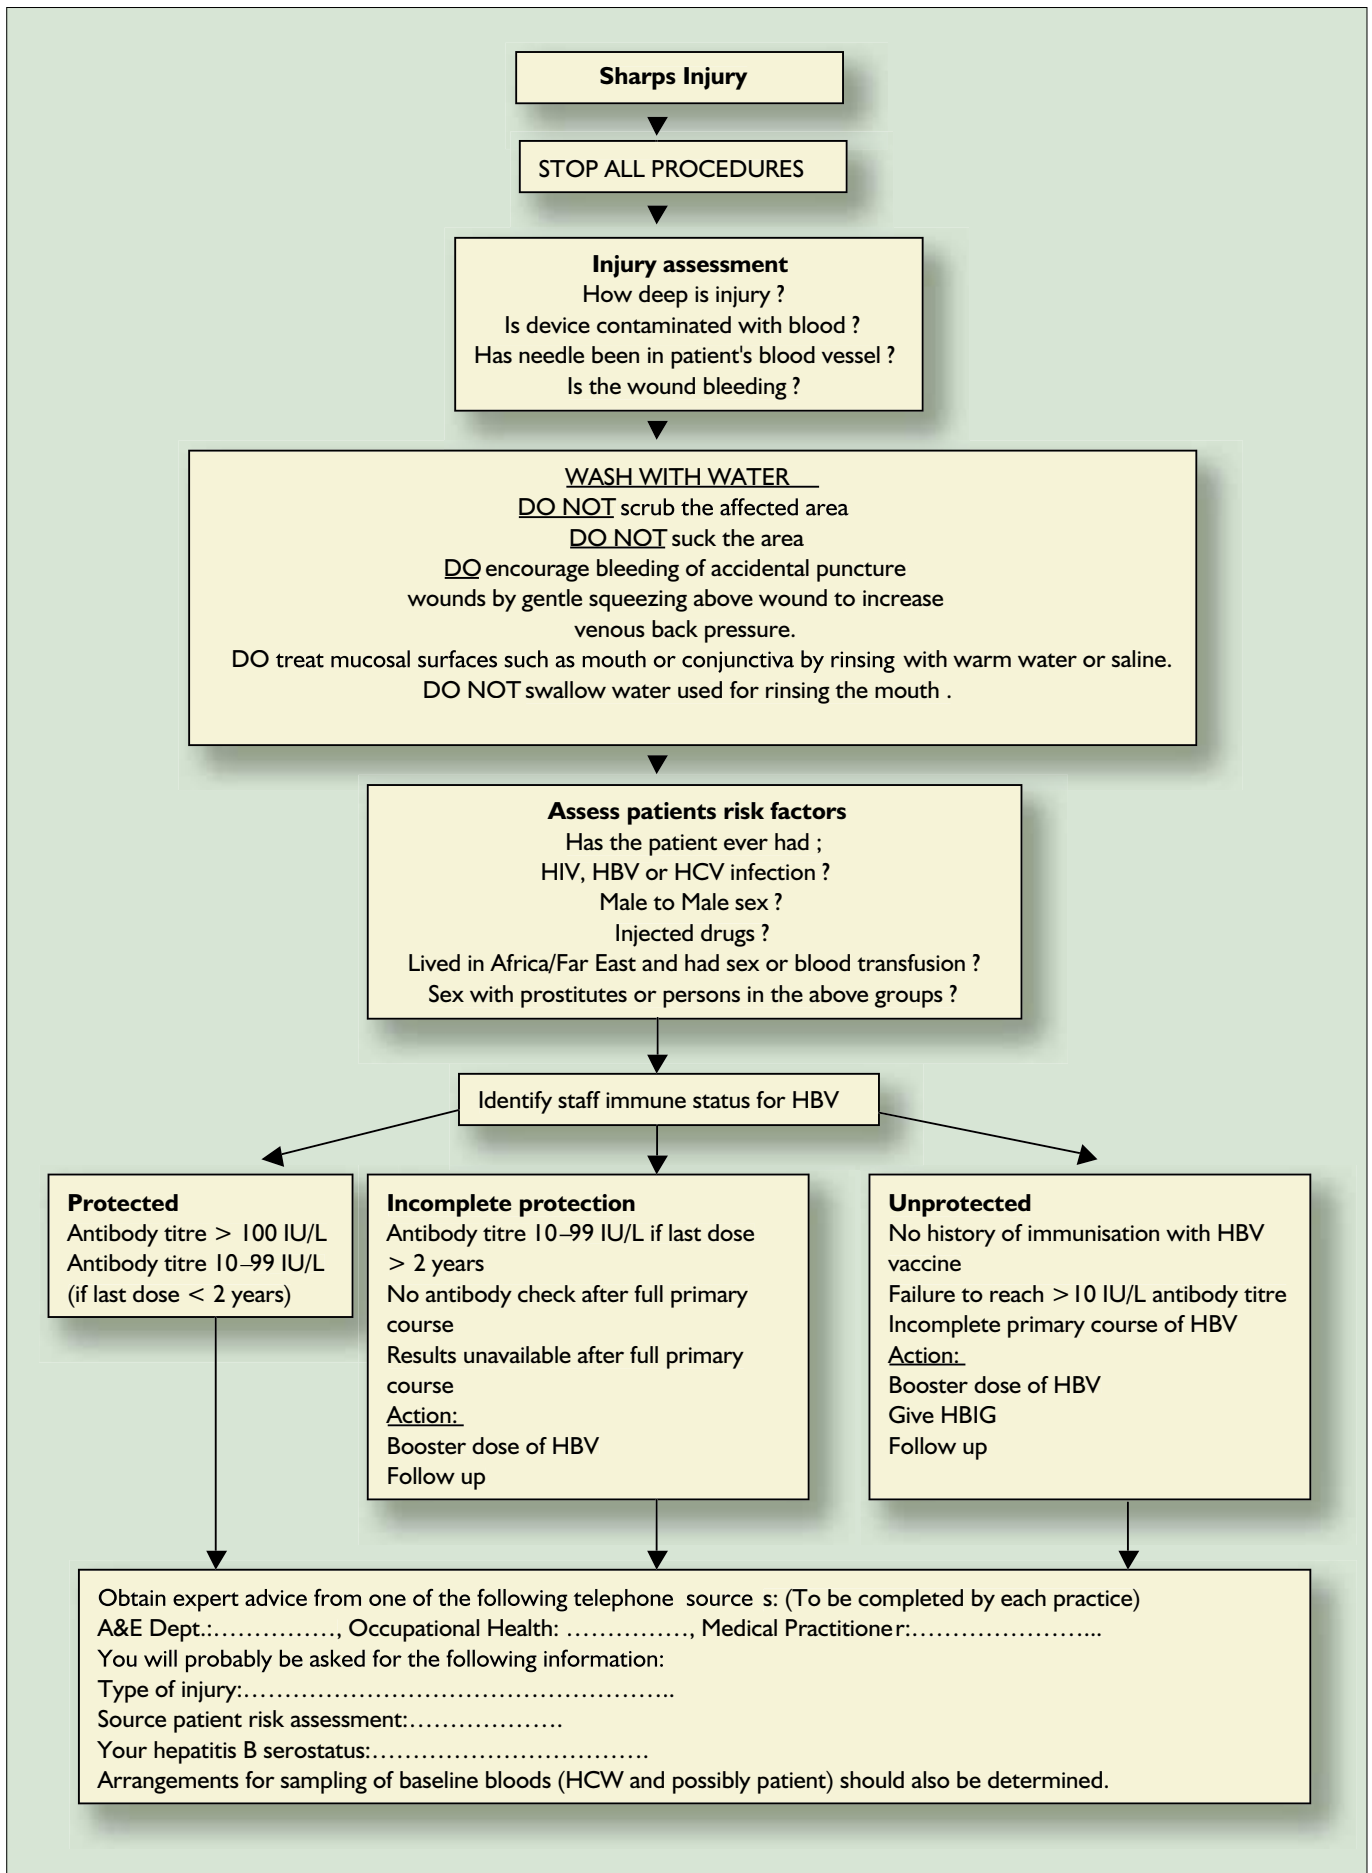 Sharps Injury
STOP ALL PROCEDURES
Injury assessment
How deep is injury ?
Is device contaminated with blood ?
Has needle been in patient's blood vessel ?
Is the wound bleeding ?
WASH WITH WATER
DO NOT scrub the affected area
DO NOT suck the area
DO encourage bleeding of accidental puncture
wounds by gentle squeezing above wound to increase
venous back pressure.
DO treat mucosal surfaces such as mouth or conjunctiva by rinsing with warm water or saline.
DO NOT swallow water used for rinsing the mouth .
Assess patients risk factors
Has the patient ever had ;
HIV, HBV or HCV infection ?
Male to Male sex ?
Injected drugs ?
Lived in Africa/Far East and had sex or blood transfusion ?
Sex with prostitutes or persons in the above groups ?
Identify staff immune status for HBV
Protected
Antibody titre > 100 IU/L
Antibody titre 10–99 IU/L
(if last dose < 2 years)
Incomplete protection
Antibody titre 10–99 IU/L if last dose
> 2 years
No antibody check after full primary
course
Results unavailable after full primary
course
Action:
Booster dose of HBV
Follow up
Unprotected
No history of immunisation with HBV
vaccine
Failure to reach >10 IU/L antibody titre
Incomplete primary course of HBV
Action:
Booster dose of HBV
Give HBIG
Follow up
Obtain expert advice from one of the following telephone source s: (To be completed by each practice)
A&E Dept.:……………, Occupational Health: ……………, Medical Practitioner:…………………...
You will probably be asked for the following information:
Type of injury:……………………………………………..
Source patient risk assessment:……………….
Your hepatitis B serostatus:…………………………….
Arrangements for sampling of baseline bloods (HCW and possibly patient) should also be determined.